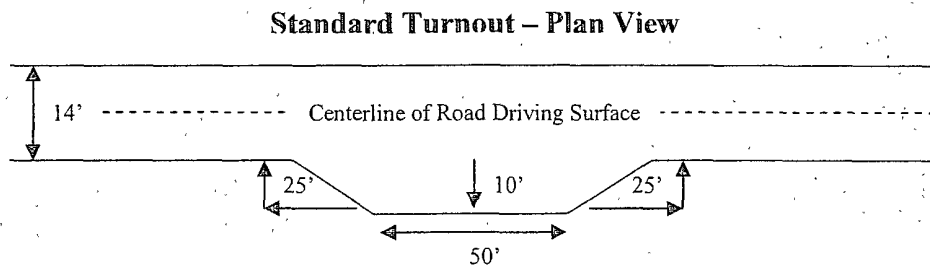 Standard Turnout – Plan View
14'
Centerline of Road Driving Surface
25'
10'
25'
50'